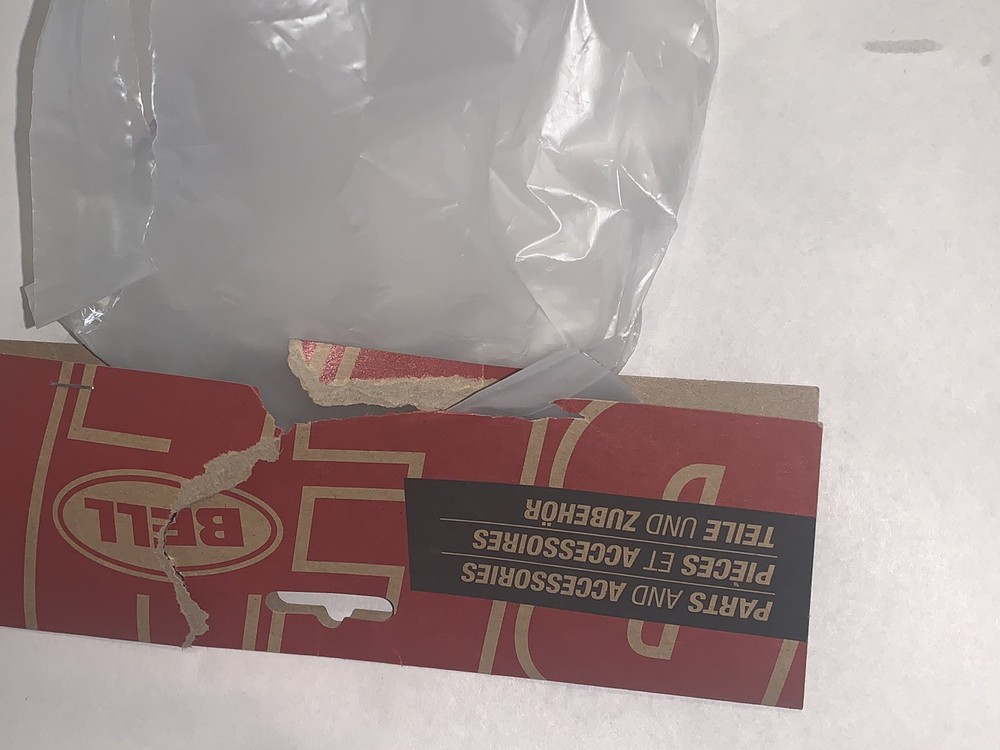 BELL
PARTS AND ACCESSORIES
PIÈCES ET ACCESSOIRES
TEILE UND ZUBEHÖR